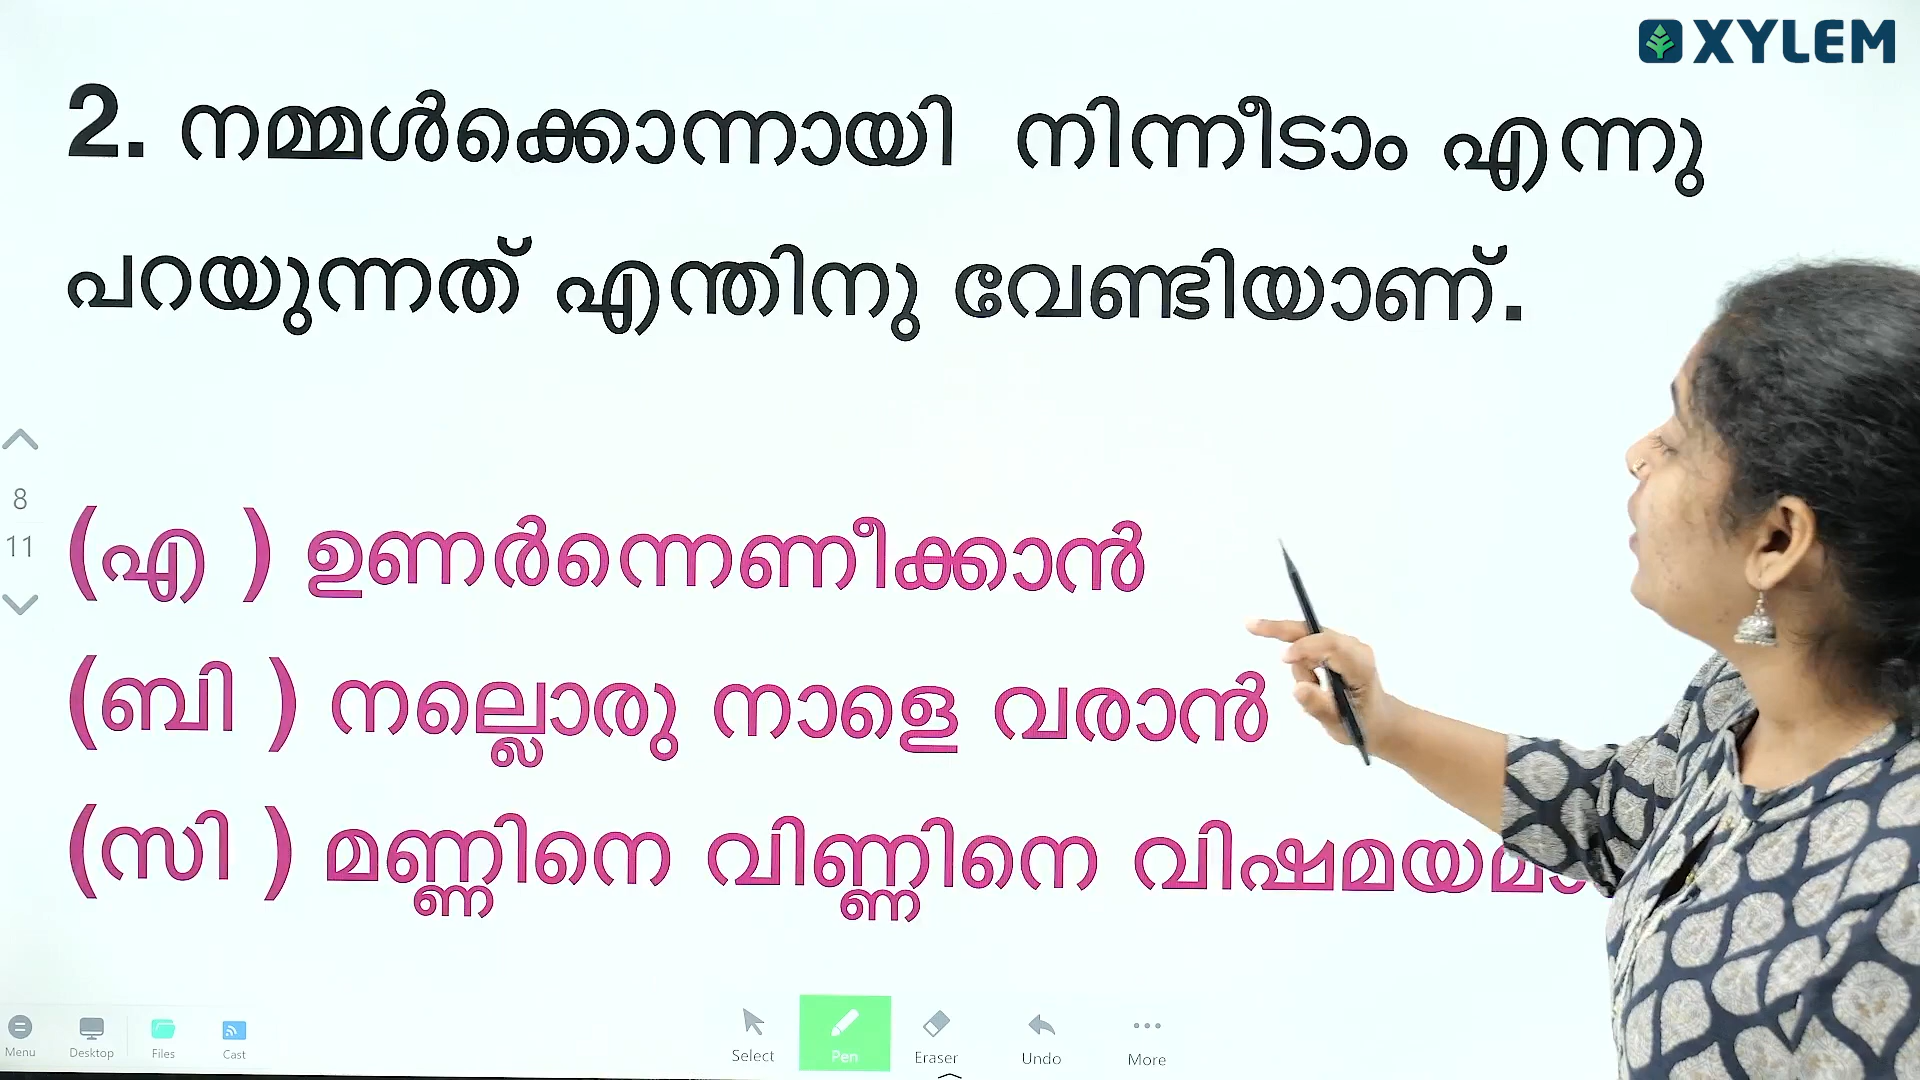 XYLEM
2. നമ്മൾക്കൊന്നായി നിന്നീടാം എന്നു
പറയുന്നത് എന്തിനു വേണ്ടിയാണ്.
8
11
(എ ) ഉണർന്നെണീക്കാൻ
(ബി ) നല്ലൊരു നാളെ വരാൻ
(സി ) മണ്ണിനെ വിണ്ണിനെ
Menu Desktop Files Cast Select Pen Eraser Undo More